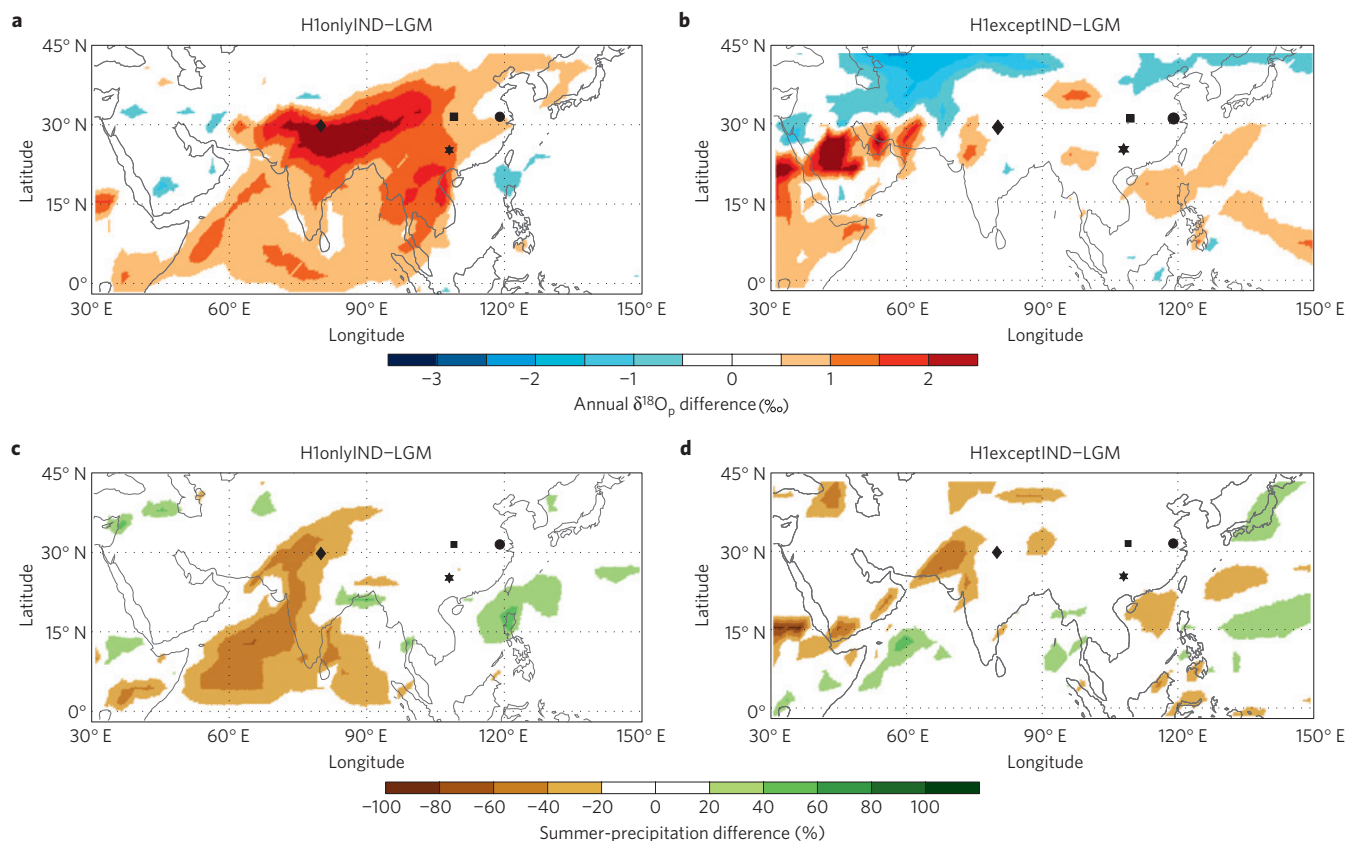 a
H1onlyIND−LGM
b
H1exceptIND−LGM
45° N
30° N
15° N
0°
Latitude
30° E
60° E
90° E
120° E
150° E
Longitude
45° N
30° N
15° N
0°
Latitude
30° E
60° E
90° E
120° E
150° E
Longitude
−3
−2
−1
0
1
2
Annual δ¹⁸Oₚ difference (‰)
c
H1onlyIND−LGM
d
H1exceptIND−LGM
45° N
30° N
15° N
0°
Latitude
30° E
60° E
90° E
120° E
150° E
Longitude
45° N
30° N
15° N
0°
Latitude
30° E
60° E
90° E
120° E
150° E
Longitude
−100
−80
−60
−40
−20
0
20
40
60
80
100
Summer-precipitation difference (%)